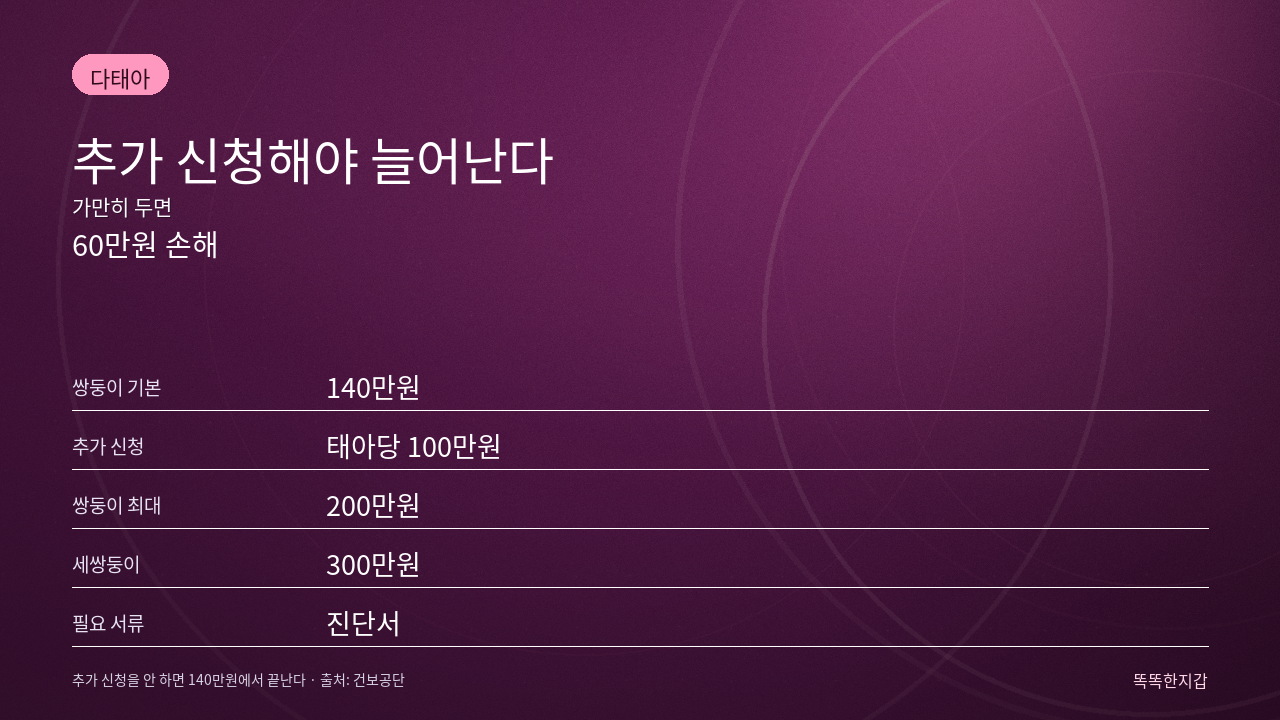 다태아
추가 신청해야 늘어난다
가만히 두면
60만원 손해
쌍둥이 기본 140만원
추가 신청 태아당 100만원
쌍둥이 최대 200만원
세쌍둥이 300만원
필요 서류 진단서
추가 신청을 안 하면 140만원에서 끝난다 · 출처: 건보공단
똑똑한지갑